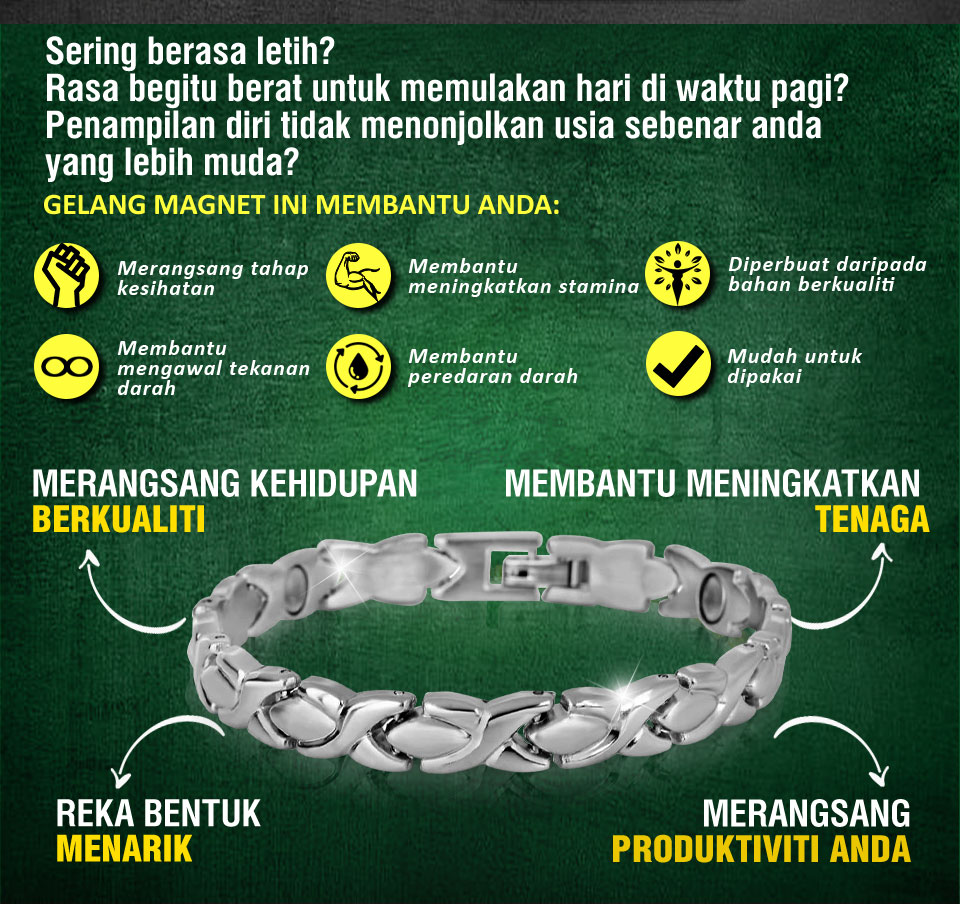 Sering berasa letih?
Rasa begitu berat untuk memulakan hari di waktu pagi?
Penampilan diri tidak menonjolkan usia sebenar anda
yang lebih muda?
GELANG MAGNET INI MEMBANTU ANDA:
Merangsang tahap
kesihatan
Membantu
meningkatkan stamina
Diperbuat daripada
bahan berkualiti
Membantu
mengawal tekanan
darah
Membantu
peredaran darah
Mudah untuk
dipakai
MERANGSANG KEHIDUPAN
BERKUALITI
MEMBANTU MENINGKATKAN
TENAGA
REKA BENTUK
MENARIK
MERANGSANG
PRODUKTIVITI ANDA